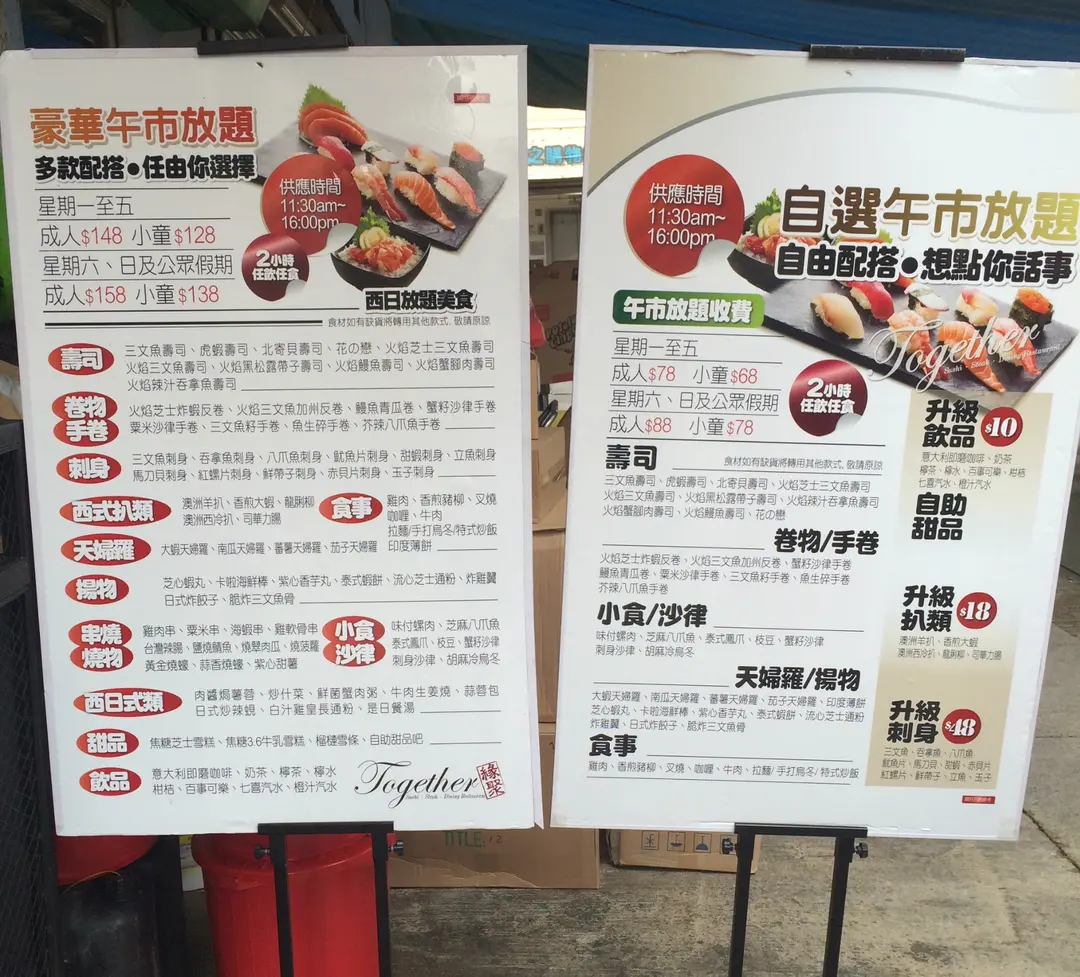 豪華午市放題
多款配搭●任由你選擇
星期一至五
成人$148 小童$128
星期六、日及公眾假期
成人$158 小童$138
供應時間
11:30am~
16:00pm
2小時
任飲任食
西日放題美食
食材如有缺貨將轉用其他款式, 敬請原諒
壽司
三文魚壽司、虎蝦壽司、北寄貝壽司、花の戀、火焰芝士三文魚壽司
火焰三文魚壽司、火焰黑松露帶子壽司、火焰鰻魚壽司、火焰蟹腳肉壽司
火焰辣汁吞拿魚壽司
卷物
手卷
火焰芝士炸蝦反卷、火焰三文魚加州反卷、鰻魚青瓜卷、蟹籽沙律手卷
粟米沙律手卷、三文魚籽手卷、魚生碎手卷、芥辣八爪魚手卷
刺身
三文魚刺身、吞拿魚刺身、八爪魚刺身、魷魚片刺身、甜蝦刺身、立魚刺身
馬刀貝刺身、紅螺片刺身、鮮帶子刺身、赤貝片刺身、玉子刺身
西式扒類
澳洲羊扒、香煎大蝦、龍脷柳
澳洲西冷扒、司華力腸
食事
雞肉、香煎豬柳、叉燒
咖喱、牛肉
拉麵/手打烏冬/特式炒飯
印度薄餅
天婦羅
大蝦天婦羅、南瓜天婦羅、蕃薯天婦羅、茄子天婦羅
揚物
芝心蝦丸、卡啦海鮮棒、紫心香芋丸、泰式蝦餅、流心芝士通粉、炸雞翼
日式炸餃子、脆炸三文魚骨
串燒
燒物
雞肉串、粟米串、海蝦串、雞軟骨串
台灣辣腸、鹽燒鯖魚、燒翠肉瓜、燒菠蘿
黃金燒蠔、蒜香燒蠔、紫心甜薯
小食
沙律
味付螺肉、芝麻八爪魚
泰式鳳爪、枝豆、蟹籽沙律
刺身沙律、胡麻冷烏冬
西日式類
肉醬焗薯蓉、炒什菜、鮮菌蟹肉粥、牛肉生姜燒、蒜蓉包
日式炒辣蜆、白汁雞皇長通粉、是日餐湯
甜品
焦糖芝士雪糕、焦糖3.6牛乳雪糕、榴槤雪條、自助甜品吧
飲品
意大利即磨咖啡、奶茶、檸茶、檸水
柑桔、百事可樂、七喜汽水、橙汁汽水
Together 緣聚
Sushi · Steak · Dining Restaurant
供應時間
11:30am~
16:00pm
自選午市放題
自由配搭●想點你話事
午市放題收費
星期一至五
成人$78 小童$68
星期六、日及公眾假期
成人$88 小童$78
2小時
任飲任食
Together
Sushi · Steak · Dining Restaurant
壽司
食材如有缺貨將轉用其他款式, 敬請原諒
三文魚壽司、虎蝦壽司、北寄貝壽司、火焰芝士三文魚壽司
火焰三文魚壽司、火焰黑松露帶子壽司、火焰辣汁吞拿魚壽司
火焰蟹腳肉壽司、火焰鰻魚壽司、花の戀
卷物/手卷
火焰芝士炸蝦反卷、火焰三文魚加州反卷、蟹籽沙律手卷
鰻魚青瓜卷、粟米沙律手卷、三文魚籽手卷、魚生碎手卷
芥辣八爪魚手卷
小食/沙律
味付螺肉、芝麻八爪魚、泰式鳳爪、枝豆、蟹籽沙律
刺身沙律、胡麻冷烏冬
天婦羅/揚物
大蝦天婦羅、南瓜天婦羅、蕃薯天婦羅、茄子天婦羅、印度薄餅
芝心蝦丸、卡啦海鮮棒、紫心香芋丸、泰式蝦餅、流心芝士通粉
炸雞翼、日式炸餃子、脆炸三文魚骨
食事
雞肉、香煎豬柳、叉燒、咖喱、牛肉、拉麵/手打烏冬/特式炒飯
升級
飲品
$10
意大利即磨咖啡、奶茶
檸茶、檸水、百事可樂、柑桔
七喜汽水、橙汁汽水
自助
甜品
升級
扒類
$18
澳洲羊扒、香煎大蝦
澳洲西冷扒、龍脷柳、司華力腸
升級
刺身
$48
三文魚、吞拿魚、八爪魚
魷魚片、馬刀貝、甜蝦、赤貝片
紅螺片、鮮帶子、立魚、玉子
TITLE